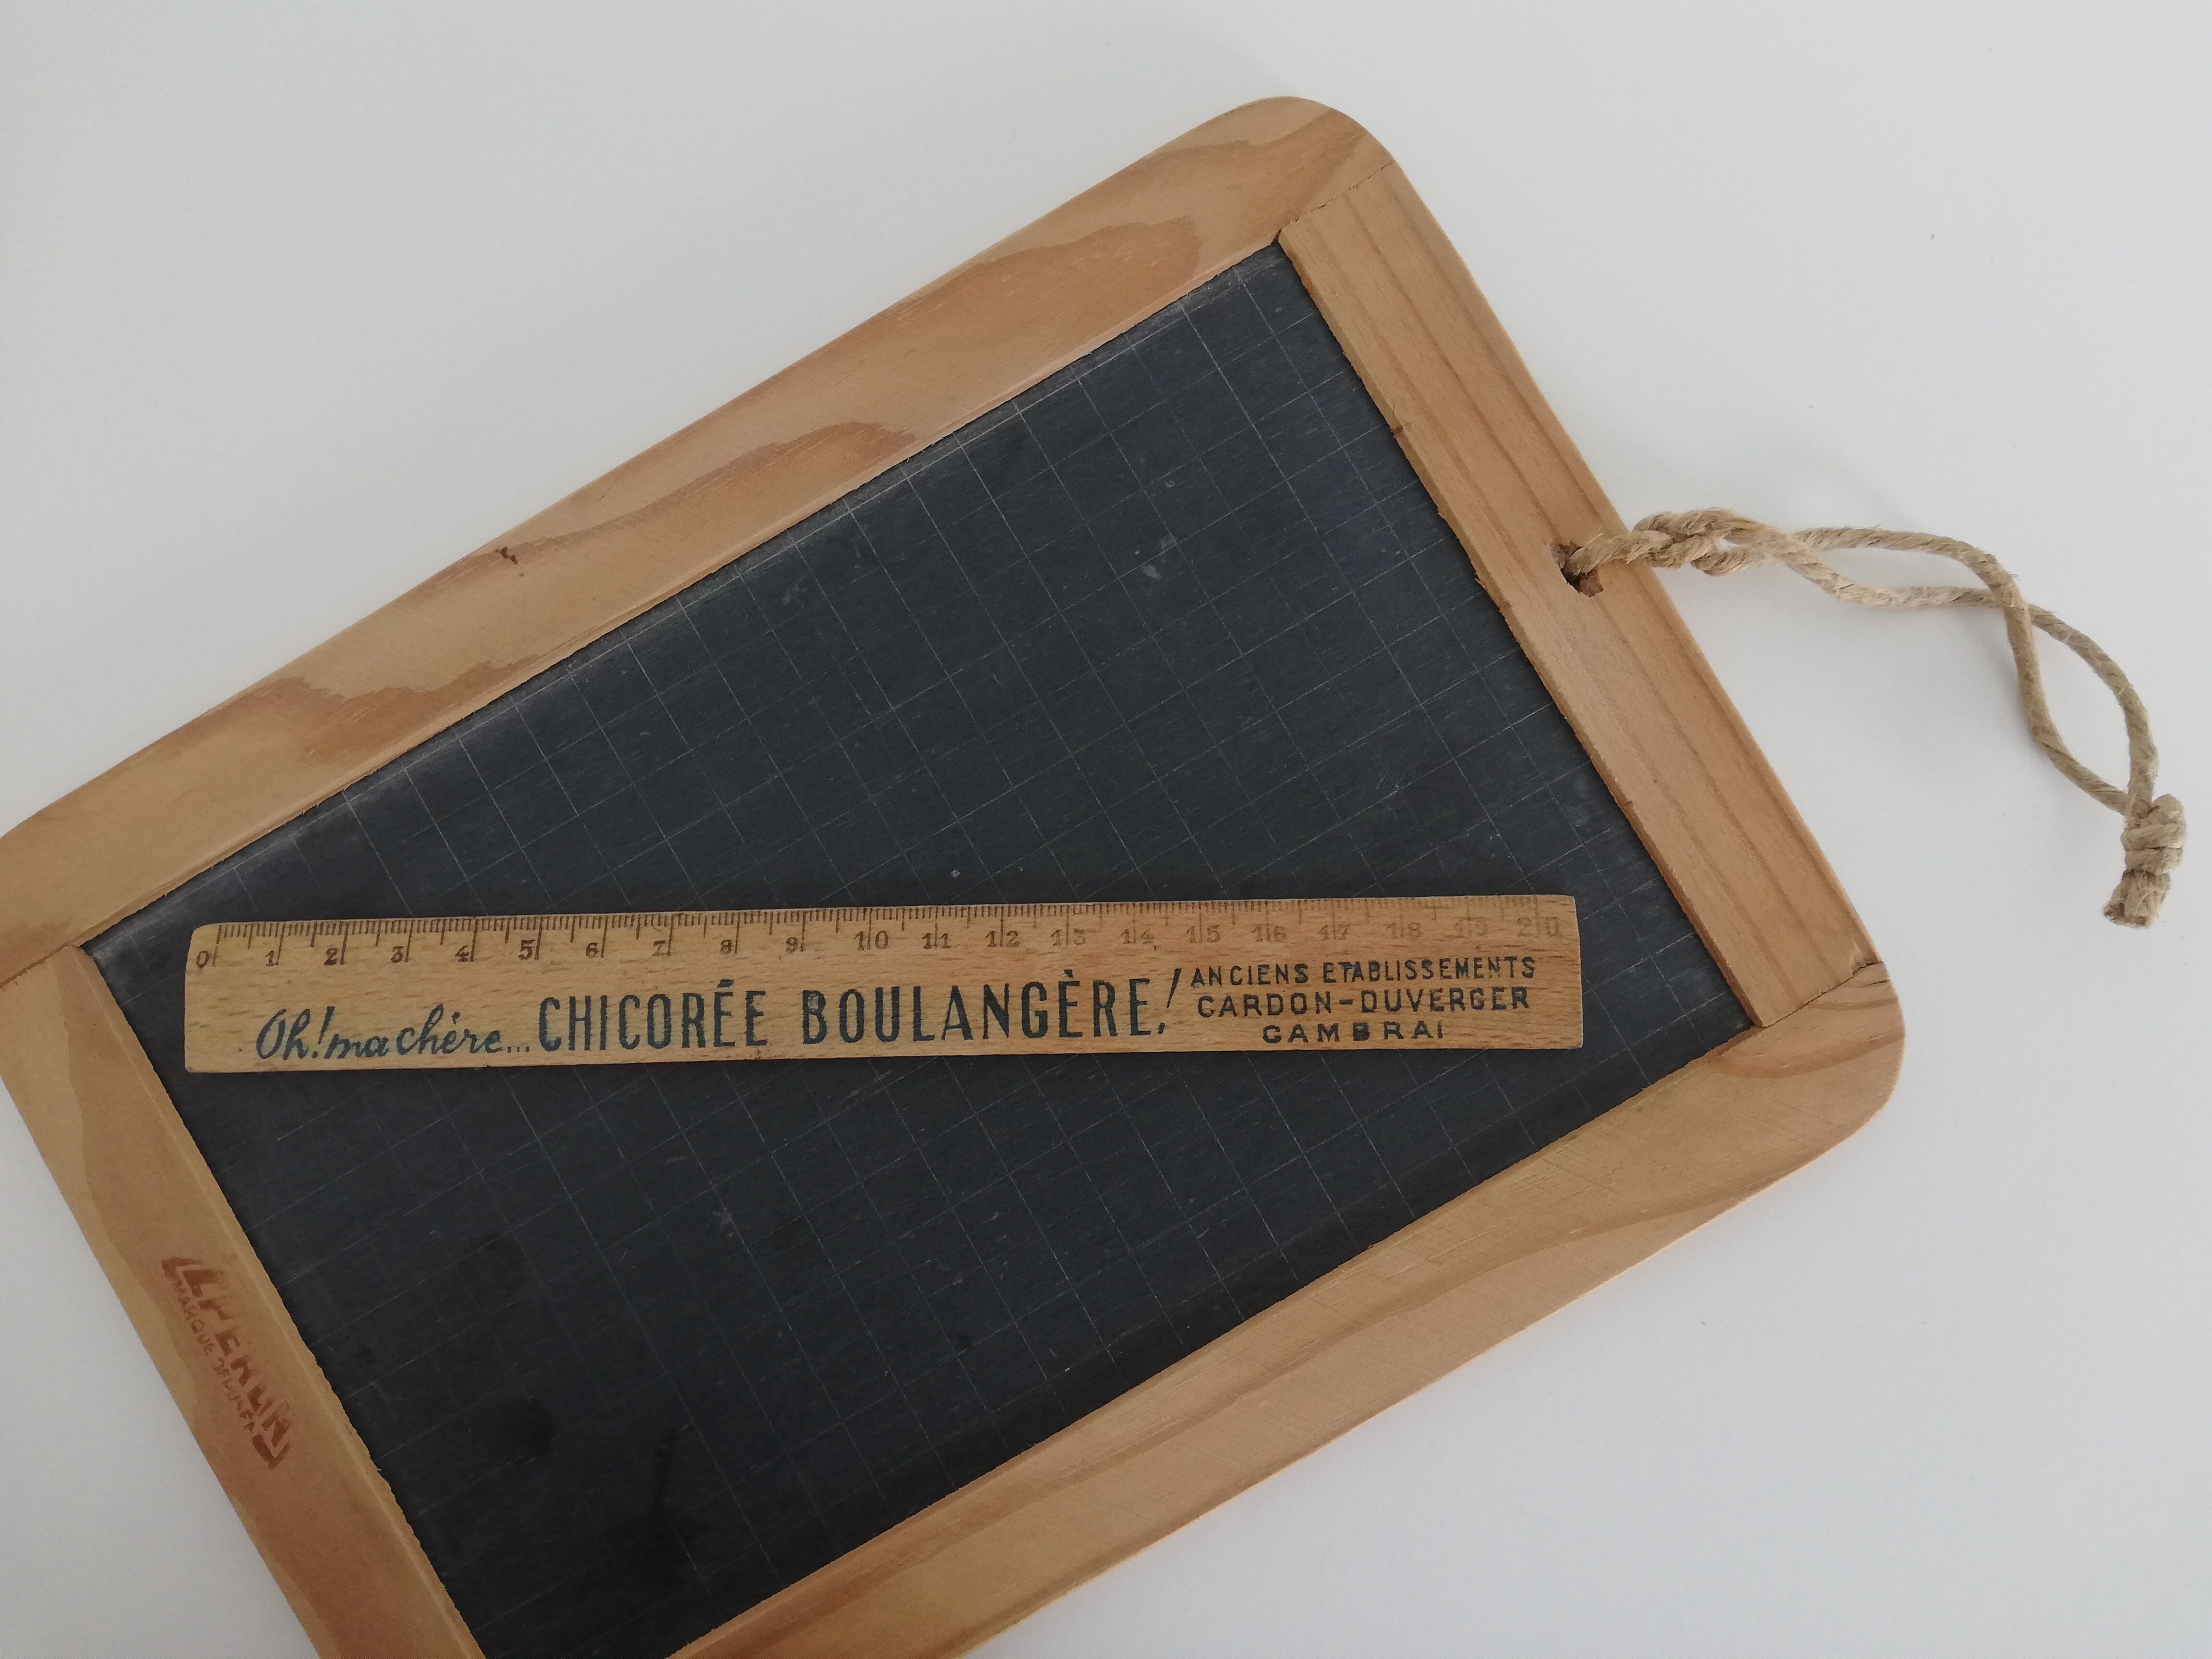 0 1 2 3 4 5 6 7 8 9 10 11 12 13 14 15 16 17 18 19 20
Oh! ma chère... CHICORÉE BOULANGÈRE!
ANCIENS ETABLISSEMENTS
CARDON-DUVERGER
CAMBRAI
MARQUE